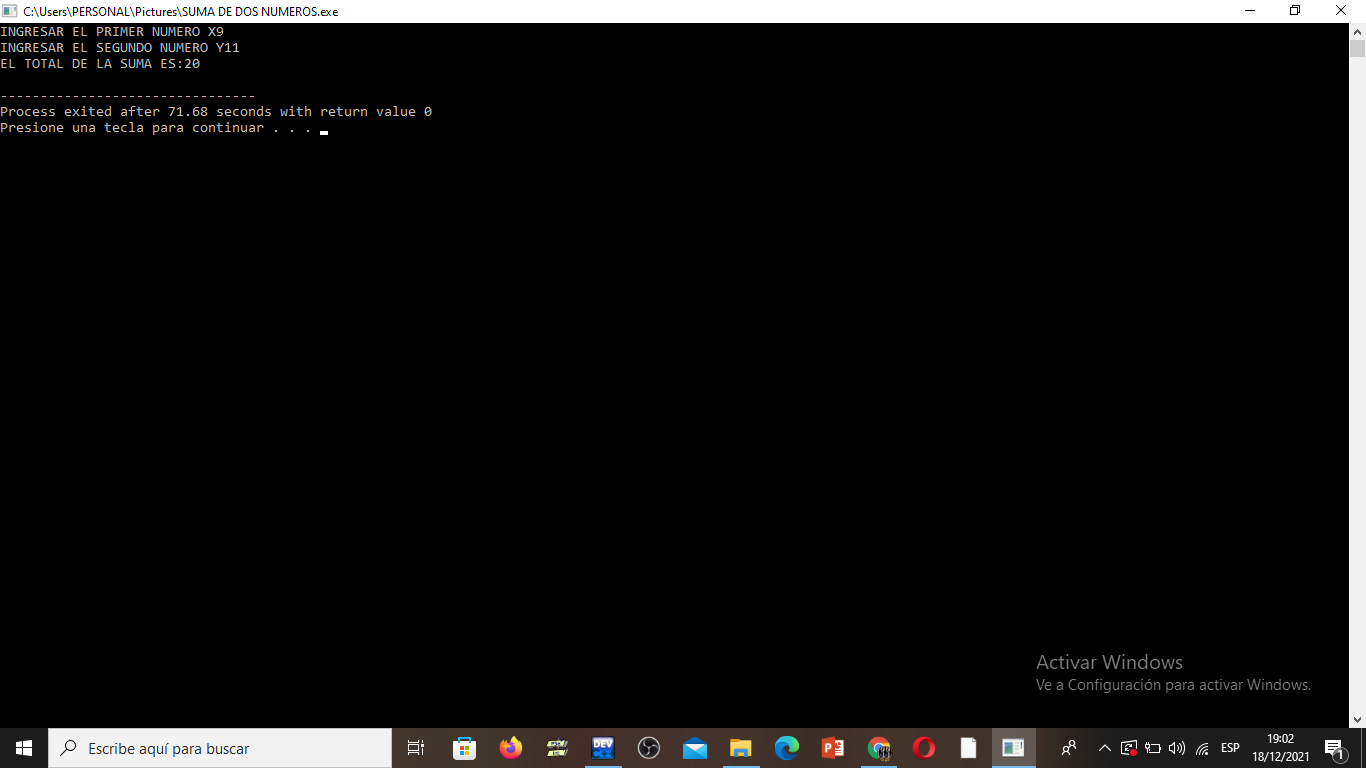 C:\Users\PERSONAL\Pictures\SUMA DE DOS NUMEROS.exe
INGRESAR EL PRIMER NUMERO X9
INGRESAR EL SEGUNDO NUMERO Y11
EL TOTAL DE LA SUMA ES:20
--------------------------------
Process exited after 71.68 seconds with return value 0
Presione una tecla para continuar . . .
Activar Windows
Ve a Configuración para activar Windows.
Escribe aquí para buscar
DEV
ESP
19:02
18/12/2021
1